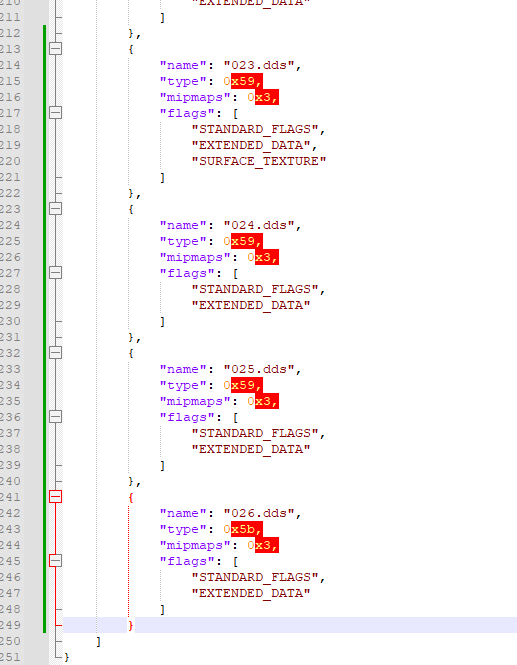 210 "EXTENDED_DATA"
211 ]
212 },
213 {
214 "name": "023.dds",
215 "type": 0x59,
216 "mipmaps": 0x3,
217 "flags": [
218 "STANDARD_FLAGS",
219 "EXTENDED_DATA",
220 "SURFACE_TEXTURE"
221 ]
222 },
223 {
224 "name": "024.dds",
225 "type": 0x59,
226 "mipmaps": 0x3,
227 "flags": [
228 "STANDARD_FLAGS",
229 "EXTENDED_DATA"
230 ]
231 },
232 {
233 "name": "025.dds",
234 "type": 0x59,
235 "mipmaps": 0x3,
236 "flags": [
237 "STANDARD_FLAGS",
238 "EXTENDED_DATA"
239 ]
240 },
241 {
242 "name": "026.dds",
243 "type": 0x5b,
244 "mipmaps": 0x3,
245 "flags": [
246 "STANDARD_FLAGS",
247 "EXTENDED_DATA"
248 ]
249 }
250 ]
251 }